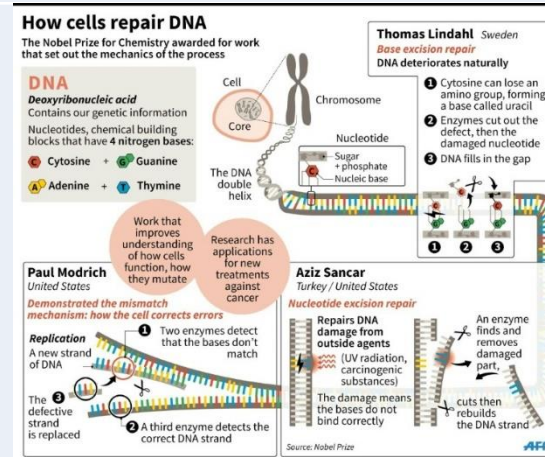 How cells repair DNA
The Nobel Prize for Chemistry awarded for work
that set out the mechanics of the process
DNA
Deoxyribonucleic acid
Contains our genetic information
Nucleotides, chemical building
blocks that have 4 nitrogen bases:
C Cytosine + G Guanine
A Adenine + T Thymine
Cell
Core
Chromosome
The DNA
double
helix
Nucleotide
Sugar
+ phosphate
Nucleic base
C
Thomas Lindahl Sweden
Base excision repair
DNA deteriorates naturally
1 Cytosine can lose an
amino group, forming
a base called uracil
2 Enzymes cut out the
defect, then the
damaged nucleotide
3 DNA fills in the gap
1 2 3
Work that
improves
understanding
of how cells
function, how
they mutate
Research has
applications
for new
treatments
against
cancer
Paul Modrich
United States
Demonstrated the mismatch
mechanism: how the cell corrects errors
Replication
A new strand
of DNA
1 Two enzymes detect
that the bases don't
match
3
The
defective
strand
is replaced
2 A third enzyme detects the
correct DNA strand
Aziz Sancar
Turkey / United States
Nucleotide excision repair
Repairs DNA
damage from
outside agents
(UV radiation,
carcinogenic
substances)
The damage means
the bases do not
bind correctly
An enzyme
finds and
removes
damaged
part,
cuts then
rebuilds
the DNA strand
Source: Nobel Prize
AFP